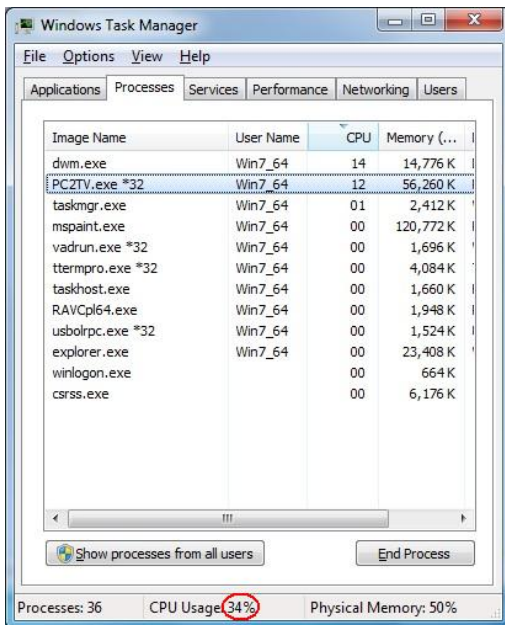 Windows Task Manager
File Options View Help
Applications Processes Services Performance Networking Users
Image Name User Name CPU Memory (...
dwm.exe Win7_64 14 14,776 K
PC2TV.exe *32 Win7_64 12 56,260 K
taskmgr.exe Win7_64 01 2,412 K
mspaint.exe Win7_64 00 120,772 K
vadrun.exe *32 Win7_64 00 1,696 K
ttermpro.exe *32 Win7_64 00 4,084 K
taskhost.exe Win7_64 00 1,660 K
RAVCpl64.exe Win7_64 00 1,948 K
usbolrpc.exe *32 Win7_64 00 1,524 K
explorer.exe Win7_64 00 23,408 K
winlogon.exe 00 664 K
csrss.exe 00 6,176 K
Show processes from all users End Process
Processes: 36 CPU Usage: 34% Physical Memory: 50%